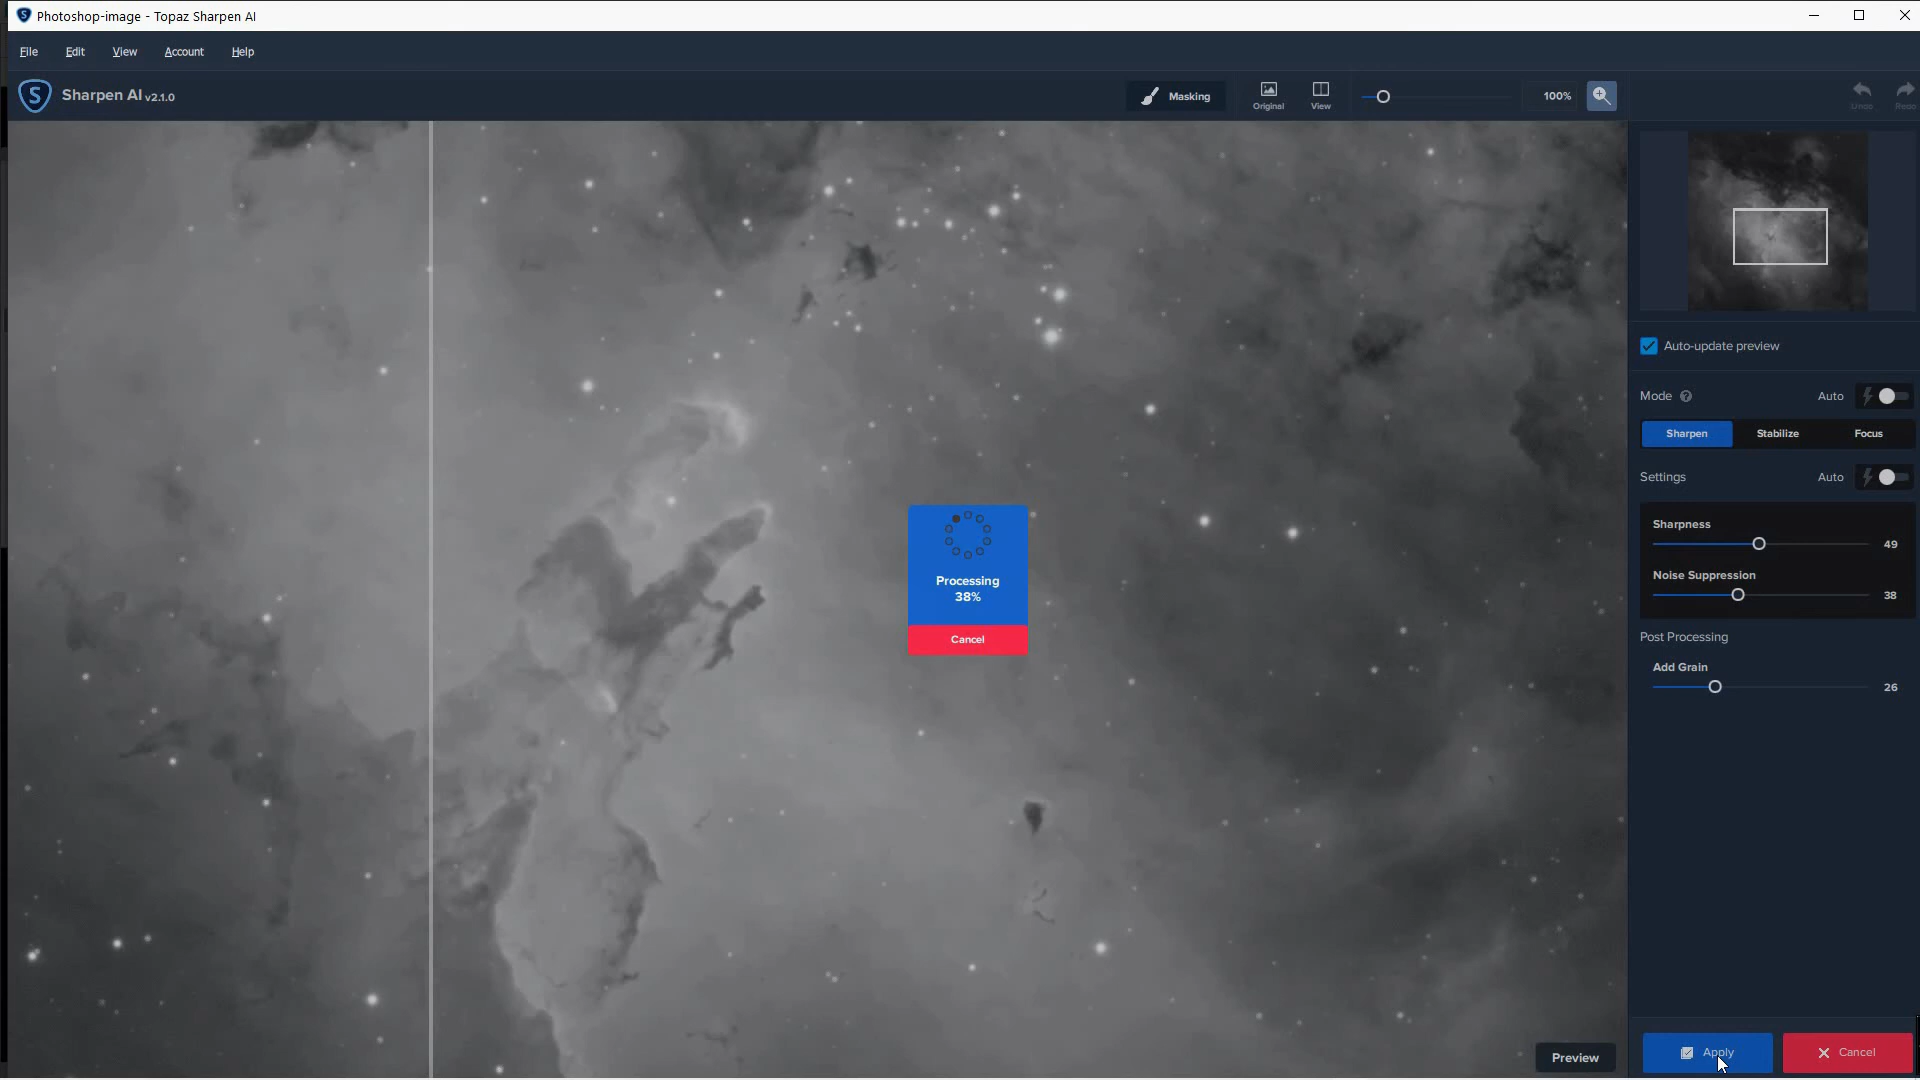 Photoshop-image - Topaz Sharpen AI
File Edit View Account Help
S Sharpen AI v2.1.0
Masking Original View 100% Undo Redo
Auto-update preview
Mode ? Auto
Sharpen Stabilize Focus
Settings Auto
Sharpness
49
Noise Suppression
38
Post Processing
Add Grain
26
Processing
38%
Cancel
Preview
Apply Cancel